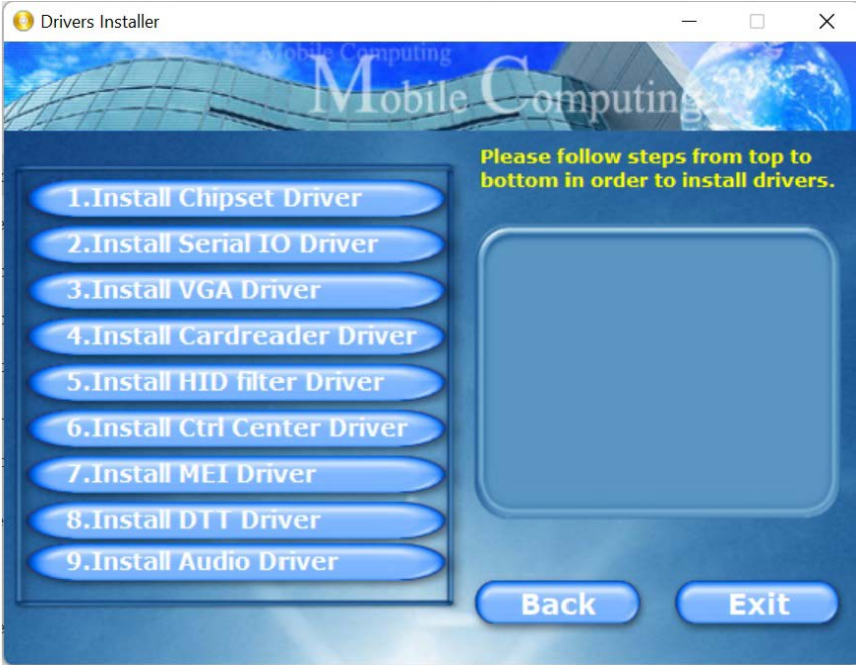 Drivers Installer
Mobile Computing
Mobile Computing
Please follow steps from top to
bottom in order to install drivers.
1.Install Chipset Driver
2.Install Serial IO Driver
3.Install VGA Driver
4.Install Cardreader Driver
5.Install HID filter Driver
6.Install Ctrl Center Driver
7.Install MEI Driver
8.Install DTT Driver
9.Install Audio Driver
Back
Exit